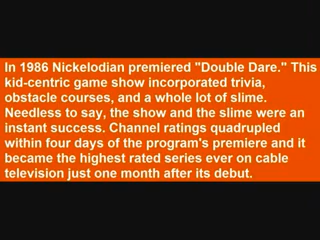 In 1986 Nickelodian premiered "Double Dare." This
kid-centric game show incorporated trivia,
obstacle courses, and a whole lot of slime.
Needless to say, the show and the slime were an
instant success. Channel ratings quadrupled
within four days of the program's premiere and it
became the highest rated series ever on cable
television just one month after its debut.